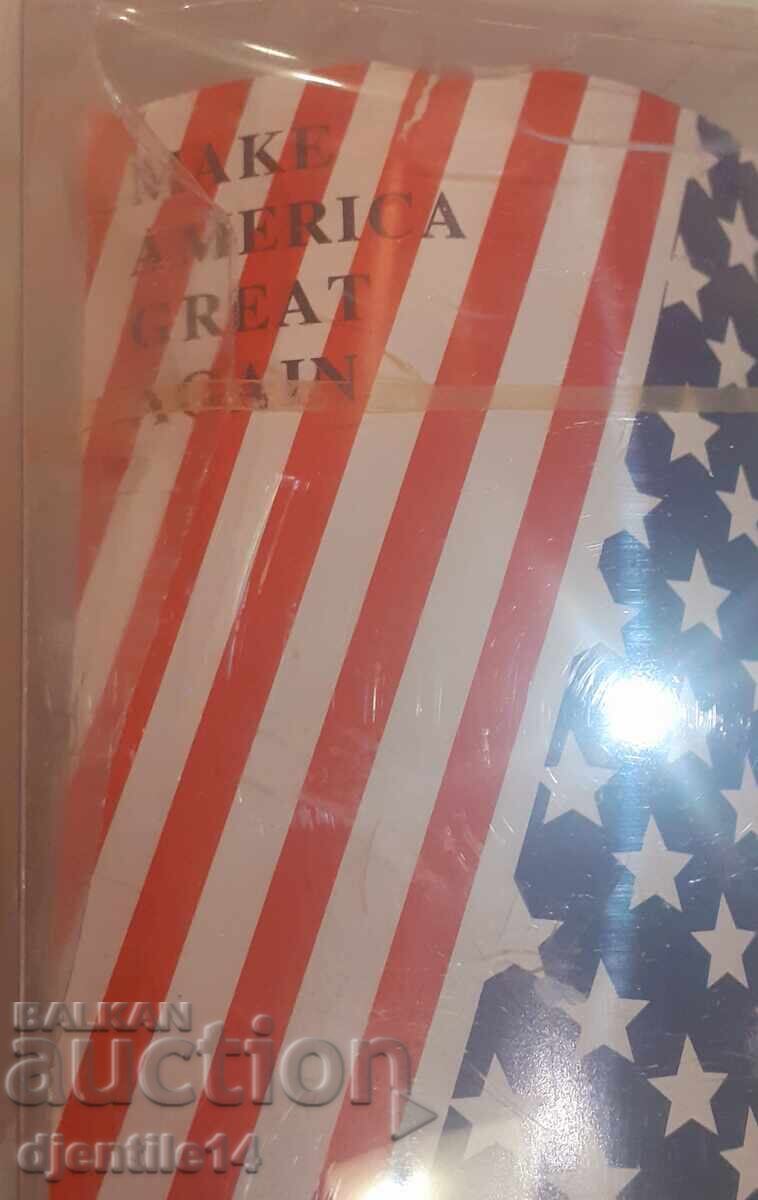 MAKE
AMERICA
GREAT
AGAIN
BALKAN
auction
djentile14